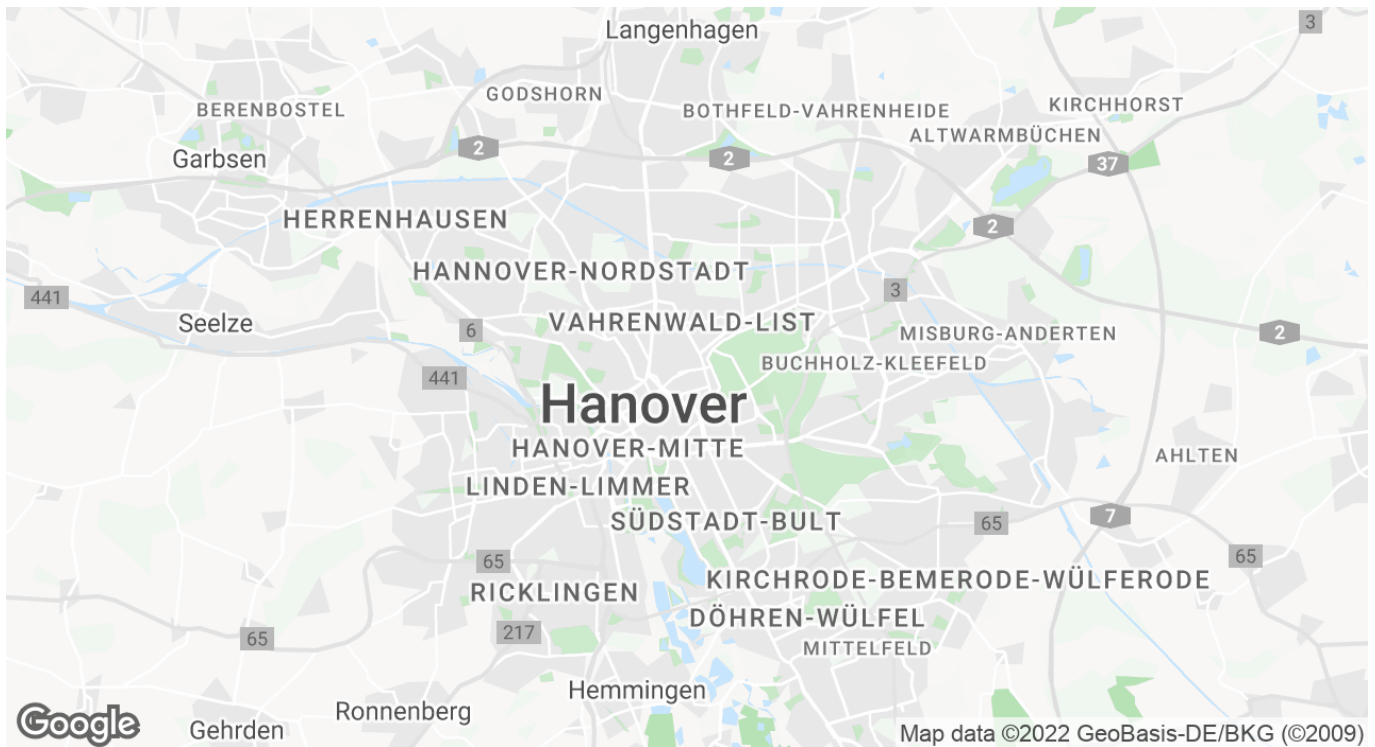 3
Langenhagen
GODSHORN
BERENBOSTEL
BOTHFELD-VAHRENHEIDE
KIRCHHORST
ALTWARMBÜCHEN
2
Garbsen
2
37
HERRENHAUSEN
2
HANNOVER-NORDSTADT
441
3
Seelze
6
VAHRENWALD-LIST
MISBURG-ANDERTEN
2
BUCHHOLZ-KLEEFELD
441
Hanover
HANOVER-MITTE
AHLTEN
LINDEN-LIMMER
SÜDSTADT-BULT
65
7
65
65
RICKLINGEN
KIRCHRODE-BEMERODE-WÜLFERODE
DÖHREN-WÜLFEL
65
217
MITTELFELD
Hemmingen
Ronnenberg
Google
Gehrden
Map data ©2022 GeoBasis-DE/BKG (©2009)